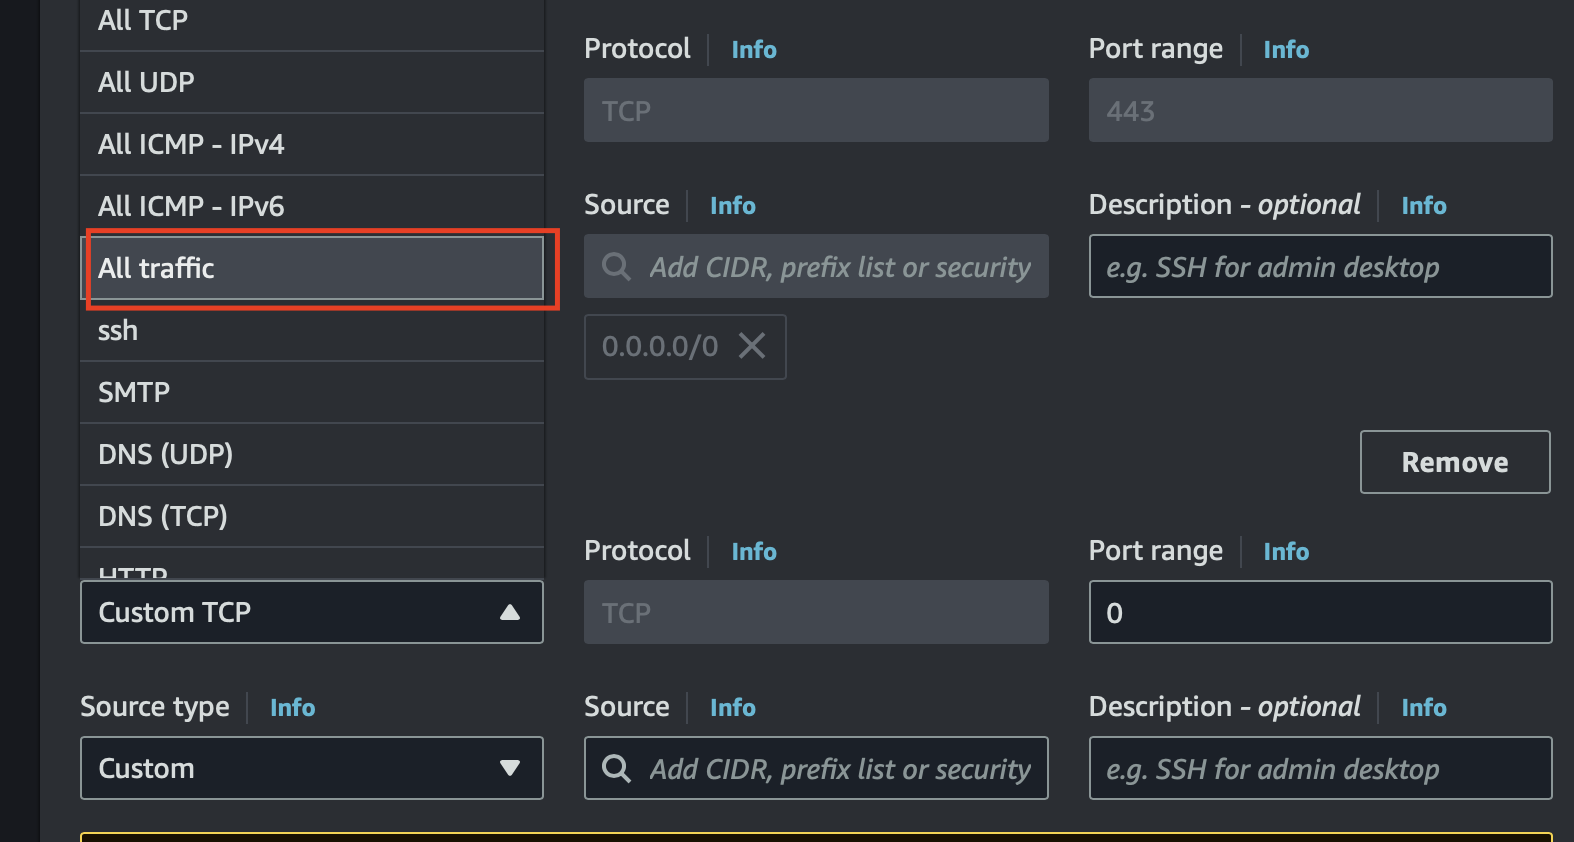 All TCP
All UDP
All ICMP - IPv4
All ICMP - IPv6
All traffic
ssh
SMTP
DNS (UDP)
DNS (TCP)
HTTP
Custom TCP
Protocol Info
TCP
Port range Info
443
Source Info
Add CIDR, prefix list or security
0.0.0.0/0
Description - optional Info
e.g. SSH for admin desktop
Remove
Protocol Info
TCP
Port range Info
0
Source type Info
Custom
Source Info
Add CIDR, prefix list or security
Description - optional Info
e.g. SSH for admin desktop